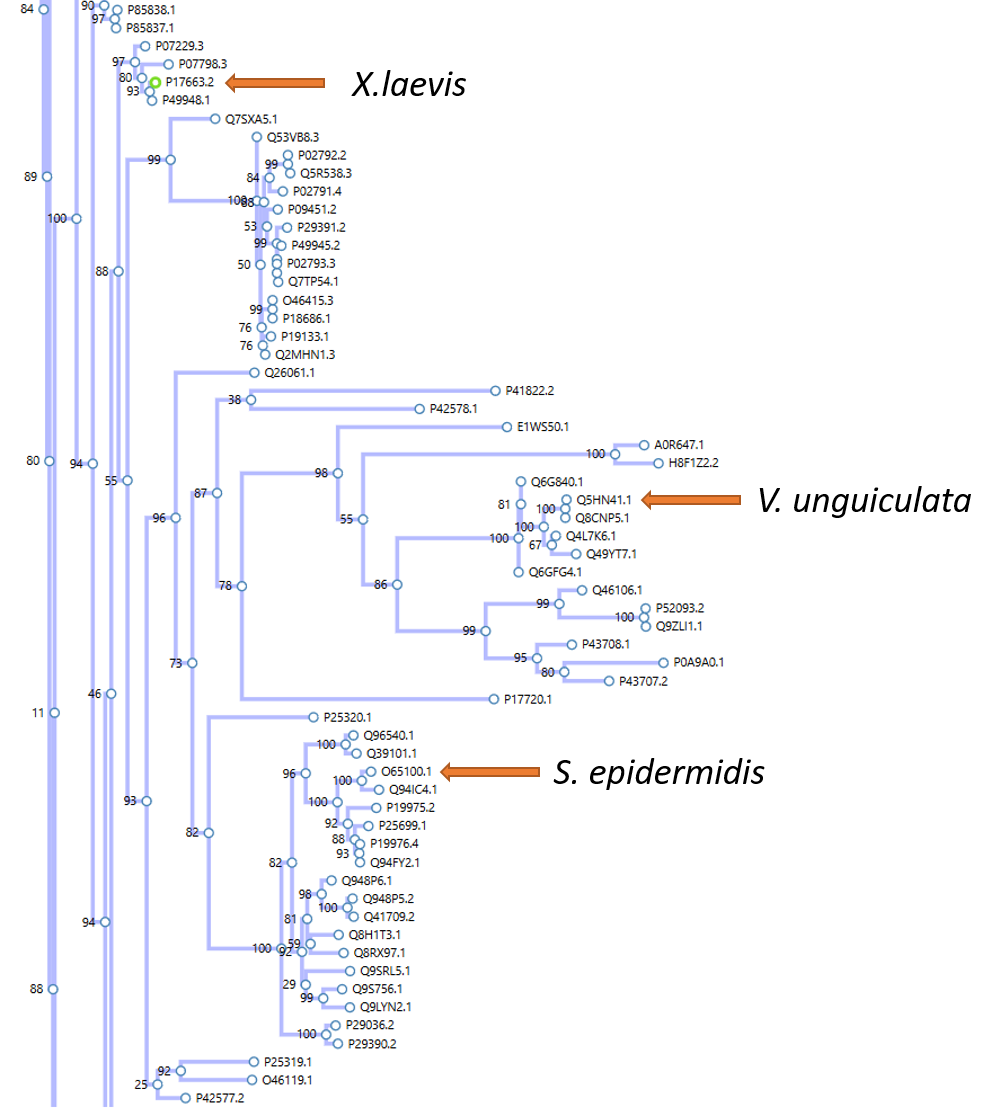 90
P85838.1
84
97
P85837.1
P07229.3
97
P07798.3
80
P17663.2
X.laevis
93
P49948.1
Q7SXA5.1
Q53VB8.3
99
P02792.2
99
Q5R538.3
89
84
P02791.4
100
88
P09451.2
100
53
P29391.2
99
P49945.2
50
P02793.3
88
Q7TP54.1
O46415.3
99
P18686.1
76
P19133.1
76
Q2MHN1.3
Q26061.1
P41822.2
38
P42578.1
E1WS50.1
A0R647.1
100
80
94
H8F1Z2.2
98
55
Q6G840.1
87
Q5HN41.1
V. unguiculata
81
100
Q8CNP5.1
96
55
100
Q4L7K6.1
100
67
Q49YT7.1
Q6GFG4.1
78
86
Q46106.1
99
P52093.2
100
Q9ZLI1.1
99
P43708.1
95
73
P0A9A0.1
80
P43707.2
46
P17720.1
11
P25320.1
Q96540.1
100
Q39101.1
96
O65100.1
S. epidermidis
100
Q94IC4.1
93
100
P19975.2
92
P25699.1
82
88
P19976.4
93
82
Q94FY2.1
Q948P6.1
98
Q948P5.2
100
94
81
Q41709.2
Q8H1T3.1
100
92
59
Q8RX97.1
Q9SRL5.1
88
29
Q9S756.1
99
Q9LYN2.1
P29036.2
100
P29390.2
P25319.1
92
25
O46119.1
P42577.2